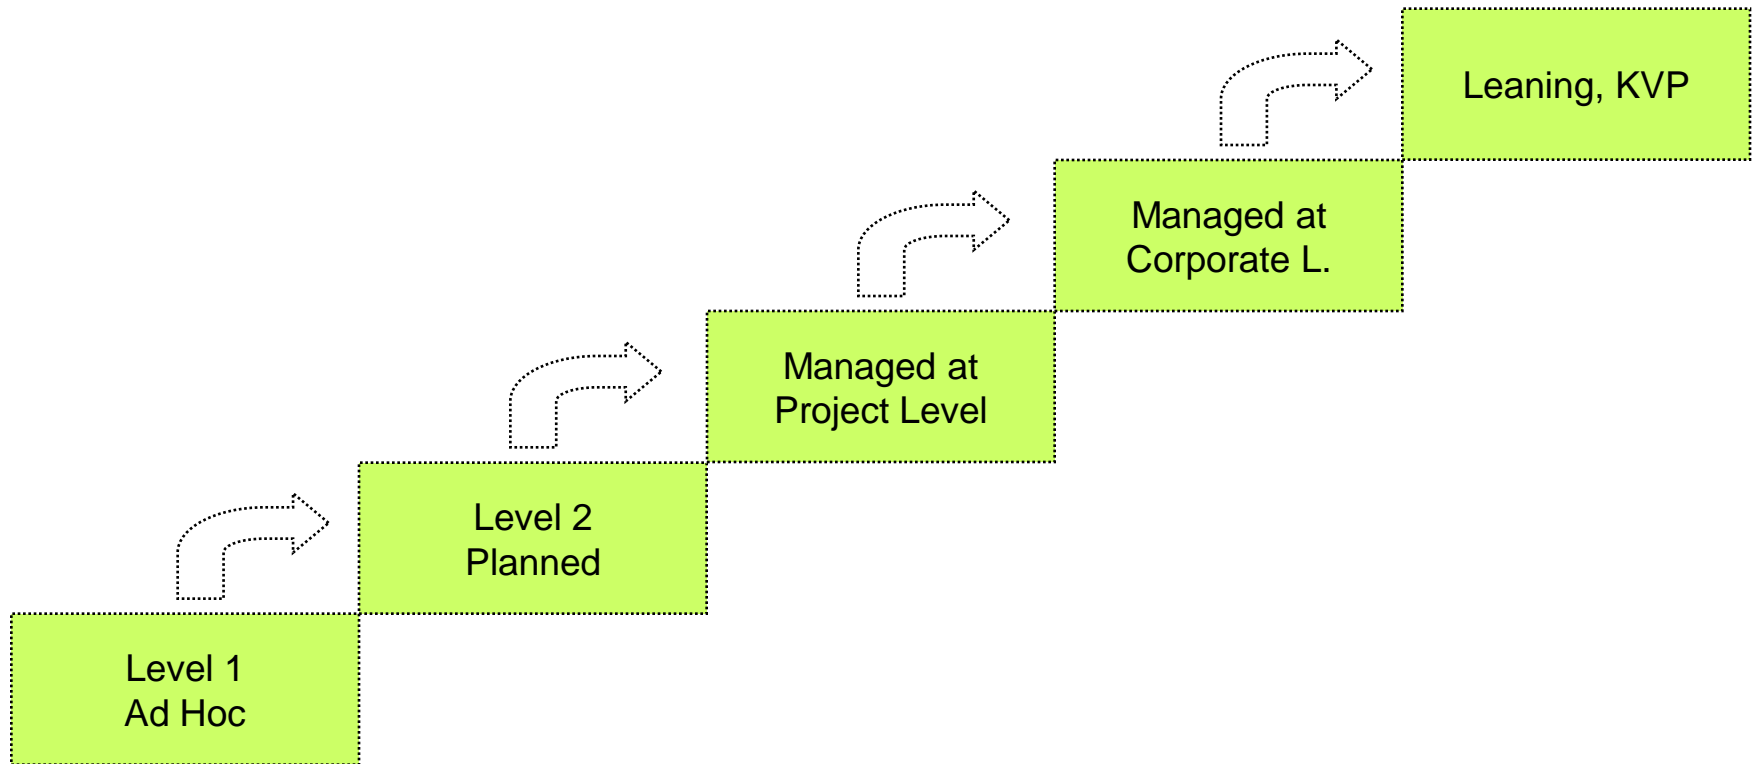 Leaning, KVP
Managed at
Corporate L.
Managed at
Project Level
Level 2
Planned
Level 1
Ad Hoc